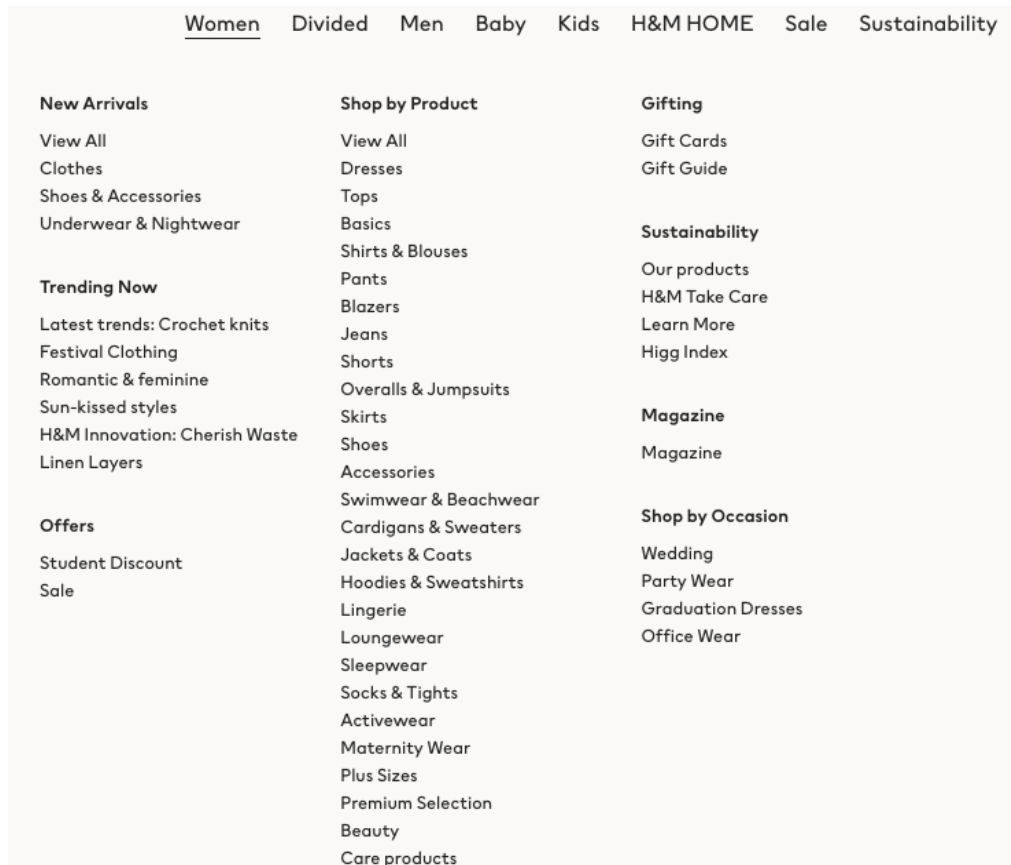 Women Divided Men Baby Kids H&M HOME Sale Sustainability
New Arrivals
View All
Clothes
Shoes & Accessories
Underwear & Nightwear
Trending Now
Latest trends: Crochet knits
Festival Clothing
Romantic & feminine
Sun-kissed styles
H&M Innovation: Cherish Waste
Linen Layers
Offers
Student Discount
Sale
Shop by Product
View All
Dresses
Tops
Basics
Shirts & Blouses
Pants
Blazers
Jeans
Shorts
Overalls & Jumpsuits
Skirts
Shoes
Accessories
Swimwear & Beachwear
Cardigans & Sweaters
Jackets & Coats
Hoodies & Sweatshirts
Lingerie
Loungewear
Sleepwear
Socks & Tights
Activewear
Maternity Wear
Plus Sizes
Premium Selection
Beauty
Care products
Gifting
Gift Cards
Gift Guide
Sustainability
Our products
H&M Take Care
Learn More
Higg Index
Magazine
Magazine
Shop by Occasion
Wedding
Party Wear
Graduation Dresses
Office Wear